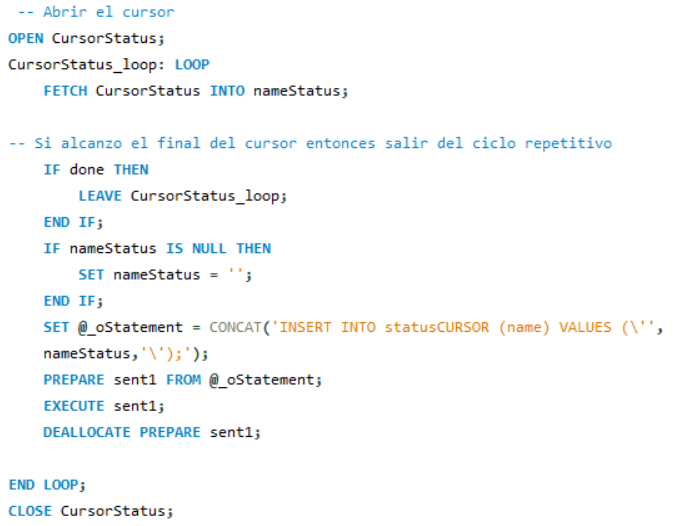 -- Abrir el cursor
OPEN CursorStatus;
CursorStatus_loop: LOOP
FETCH CursorStatus INTO nameStatus;
-- Si alcanzo el final del cursor entonces salir del ciclo repetitivo
IF done THEN
LEAVE CursorStatus_loop;
END IF;
IF nameStatus IS NULL THEN
SET nameStatus = '';
END IF;
SET @_oStatement = CONCAT('INSERT INTO statusCURSOR (name) VALUES (\'',
nameStatus,'\');');
PREPARE sent1 FROM @_oStatement;
EXECUTE sent1;
DEALLOCATE PREPARE sent1;
END LOOP;
CLOSE CursorStatus;